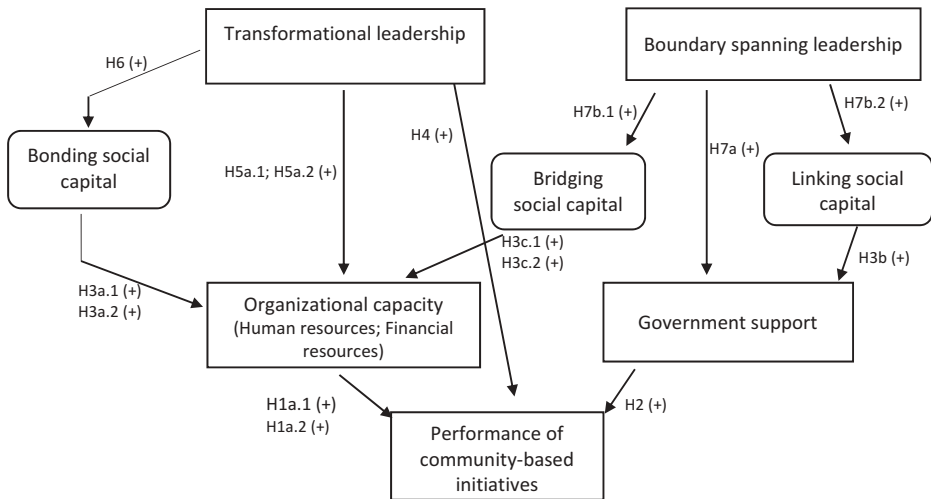 Transformational leadership
Boundary spanning leadership
H6 (+)
H7b.1 (+)
H7b.2 (+)
H4 (+)
H7a (+)
Bonding social
capital
H5a.1; H5a.2 (+)
Bridging
social capital
Linking social
capital
H3c.1 (+)
H3c.2 (+)
H3b (+)
H3a.1 (+)
H3a.2 (+)
Organizational capacity
(Human resources; Financial
resources)
Government support
H1a.1 (+)
H1a.2 (+)
H2 (+)
Performance of
community-based
initiatives